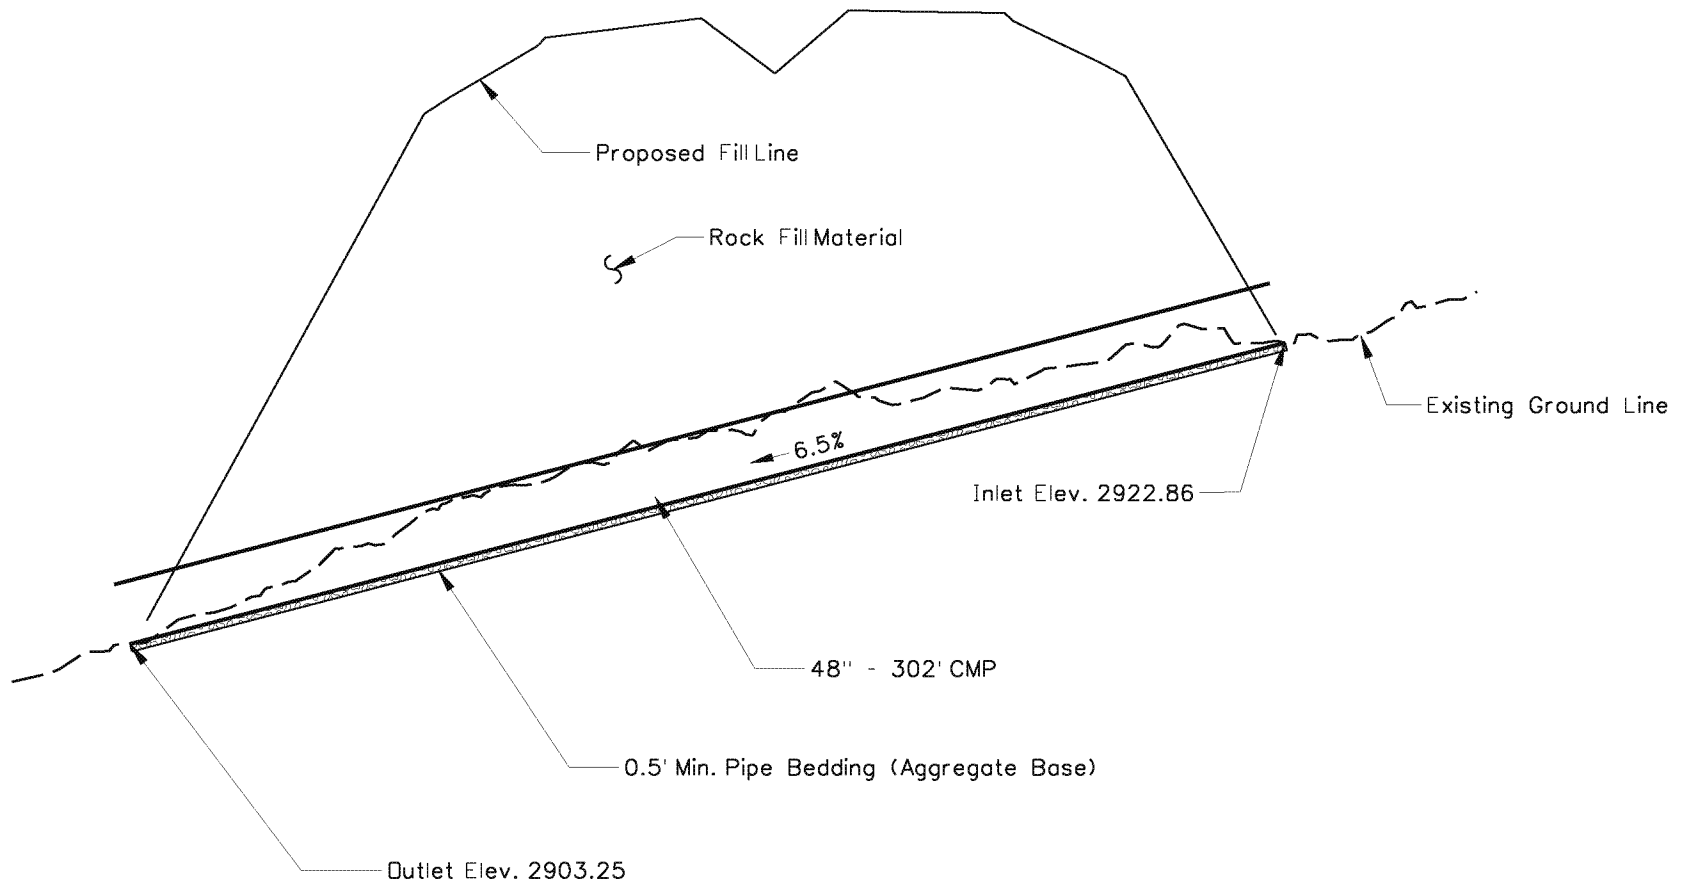 Proposed Fill Line
Rock Fill Material
Existing Ground Line
6.5%
Inlet Elev. 2922.86
48" - 302' CMP
0.5' Min. Pipe Bedding (Aggregate Base)
Outlet Elev. 2903.25